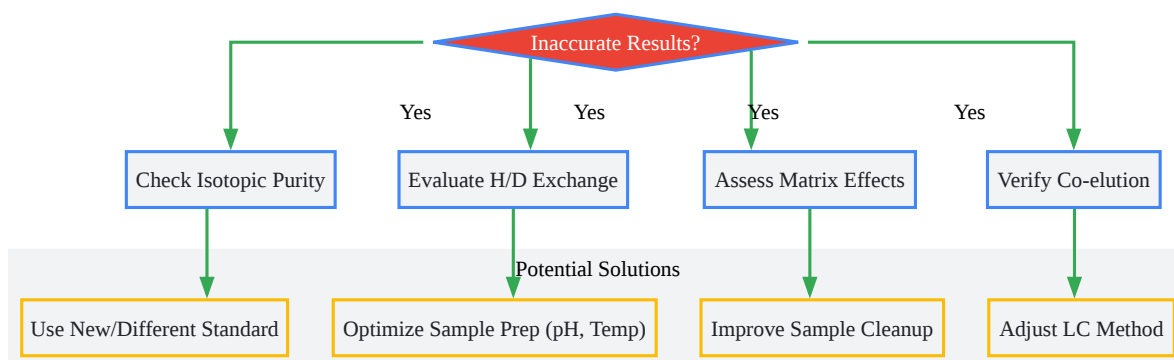 Inaccurate Results?
Yes
Yes
Yes
Yes
Check Isotopic Purity
Evaluate H/D Exchange
Assess Matrix Effects
Verify Co-elution
Potential Solutions
Use New/Different Standard
Optimize Sample Prep (pH, Temp)
Improve Sample Cleanup
Adjust LC Method